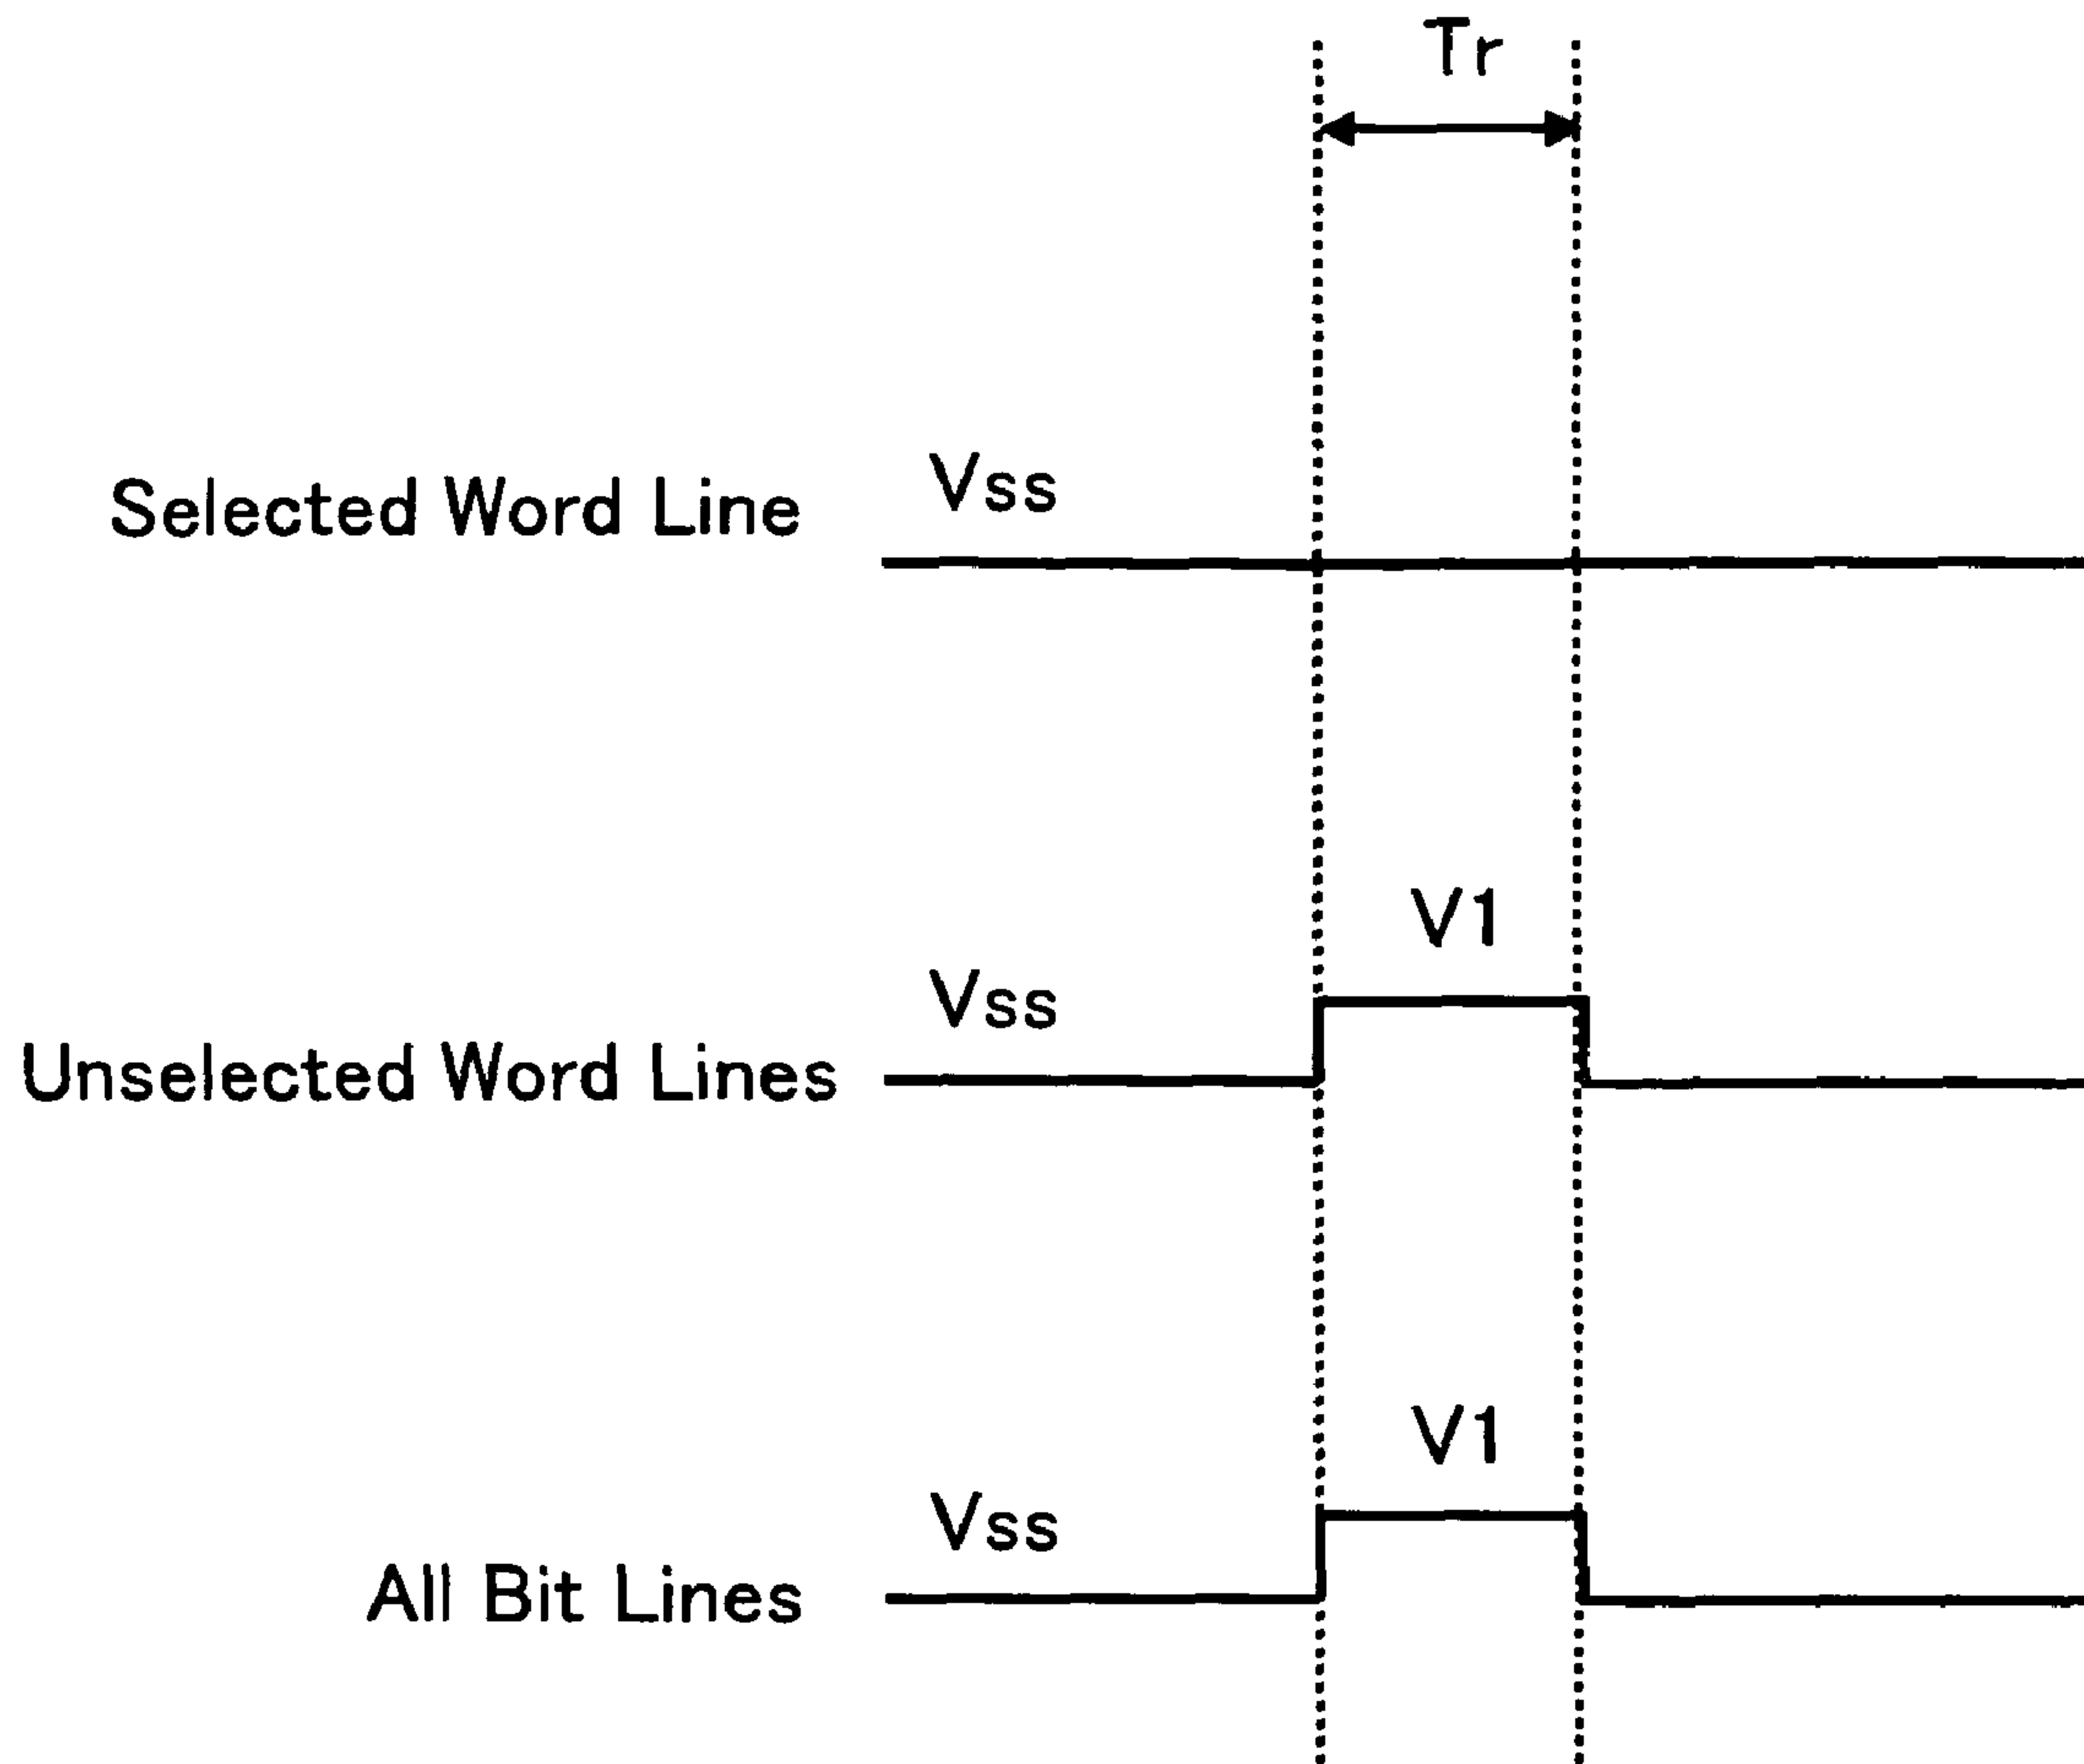 Tr
Vss
Selected Word Line
V1
Vss
Unselected Word Lines
V1
Vss
All Bit Lines